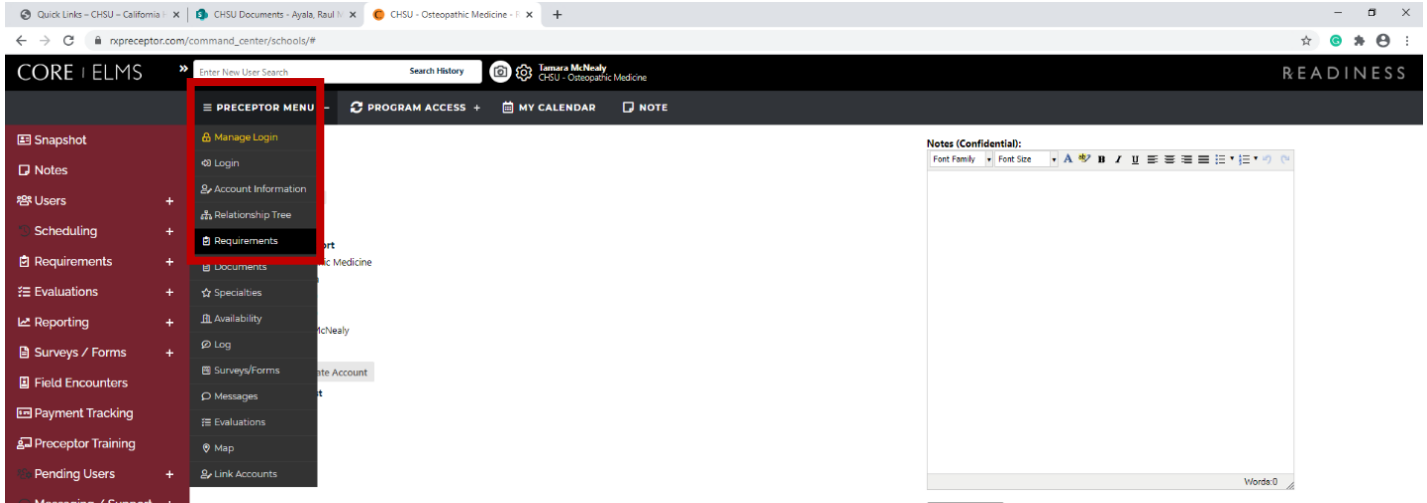 Quick Links – CHSU – California
CHSU Documents - Ayala, Raul
CHSU - Osteopathic Medicine -
rxpreceptor.com/command_center/schools/#
CORE ELMS
Enter New User Search
Search History
Tamara McNealy
CHSU - Osteopathic Medicine
READINESS
PRECEPTOR MENU –
PROGRAM ACCESS +
MY CALENDAR
NOTE
Snapshot
Notes
Users +
Scheduling +
Requirements +
Evaluations +
Reporting +
Surveys / Forms +
Field Encounters
Payment Tracking
Preceptor Training
Pending Users +
Messaging / Support +
Manage Login
Login
Account Information
Relationship Tree
Requirements
Documents
Specialties
Availability
Log
Surveys/Forms
Messages
Evaluations
Map
Link Accounts
ort
ic Medicine
McNealy
ate Account
Notes (Confidential):
Font Family
Font Size
A
B I U
Words:0